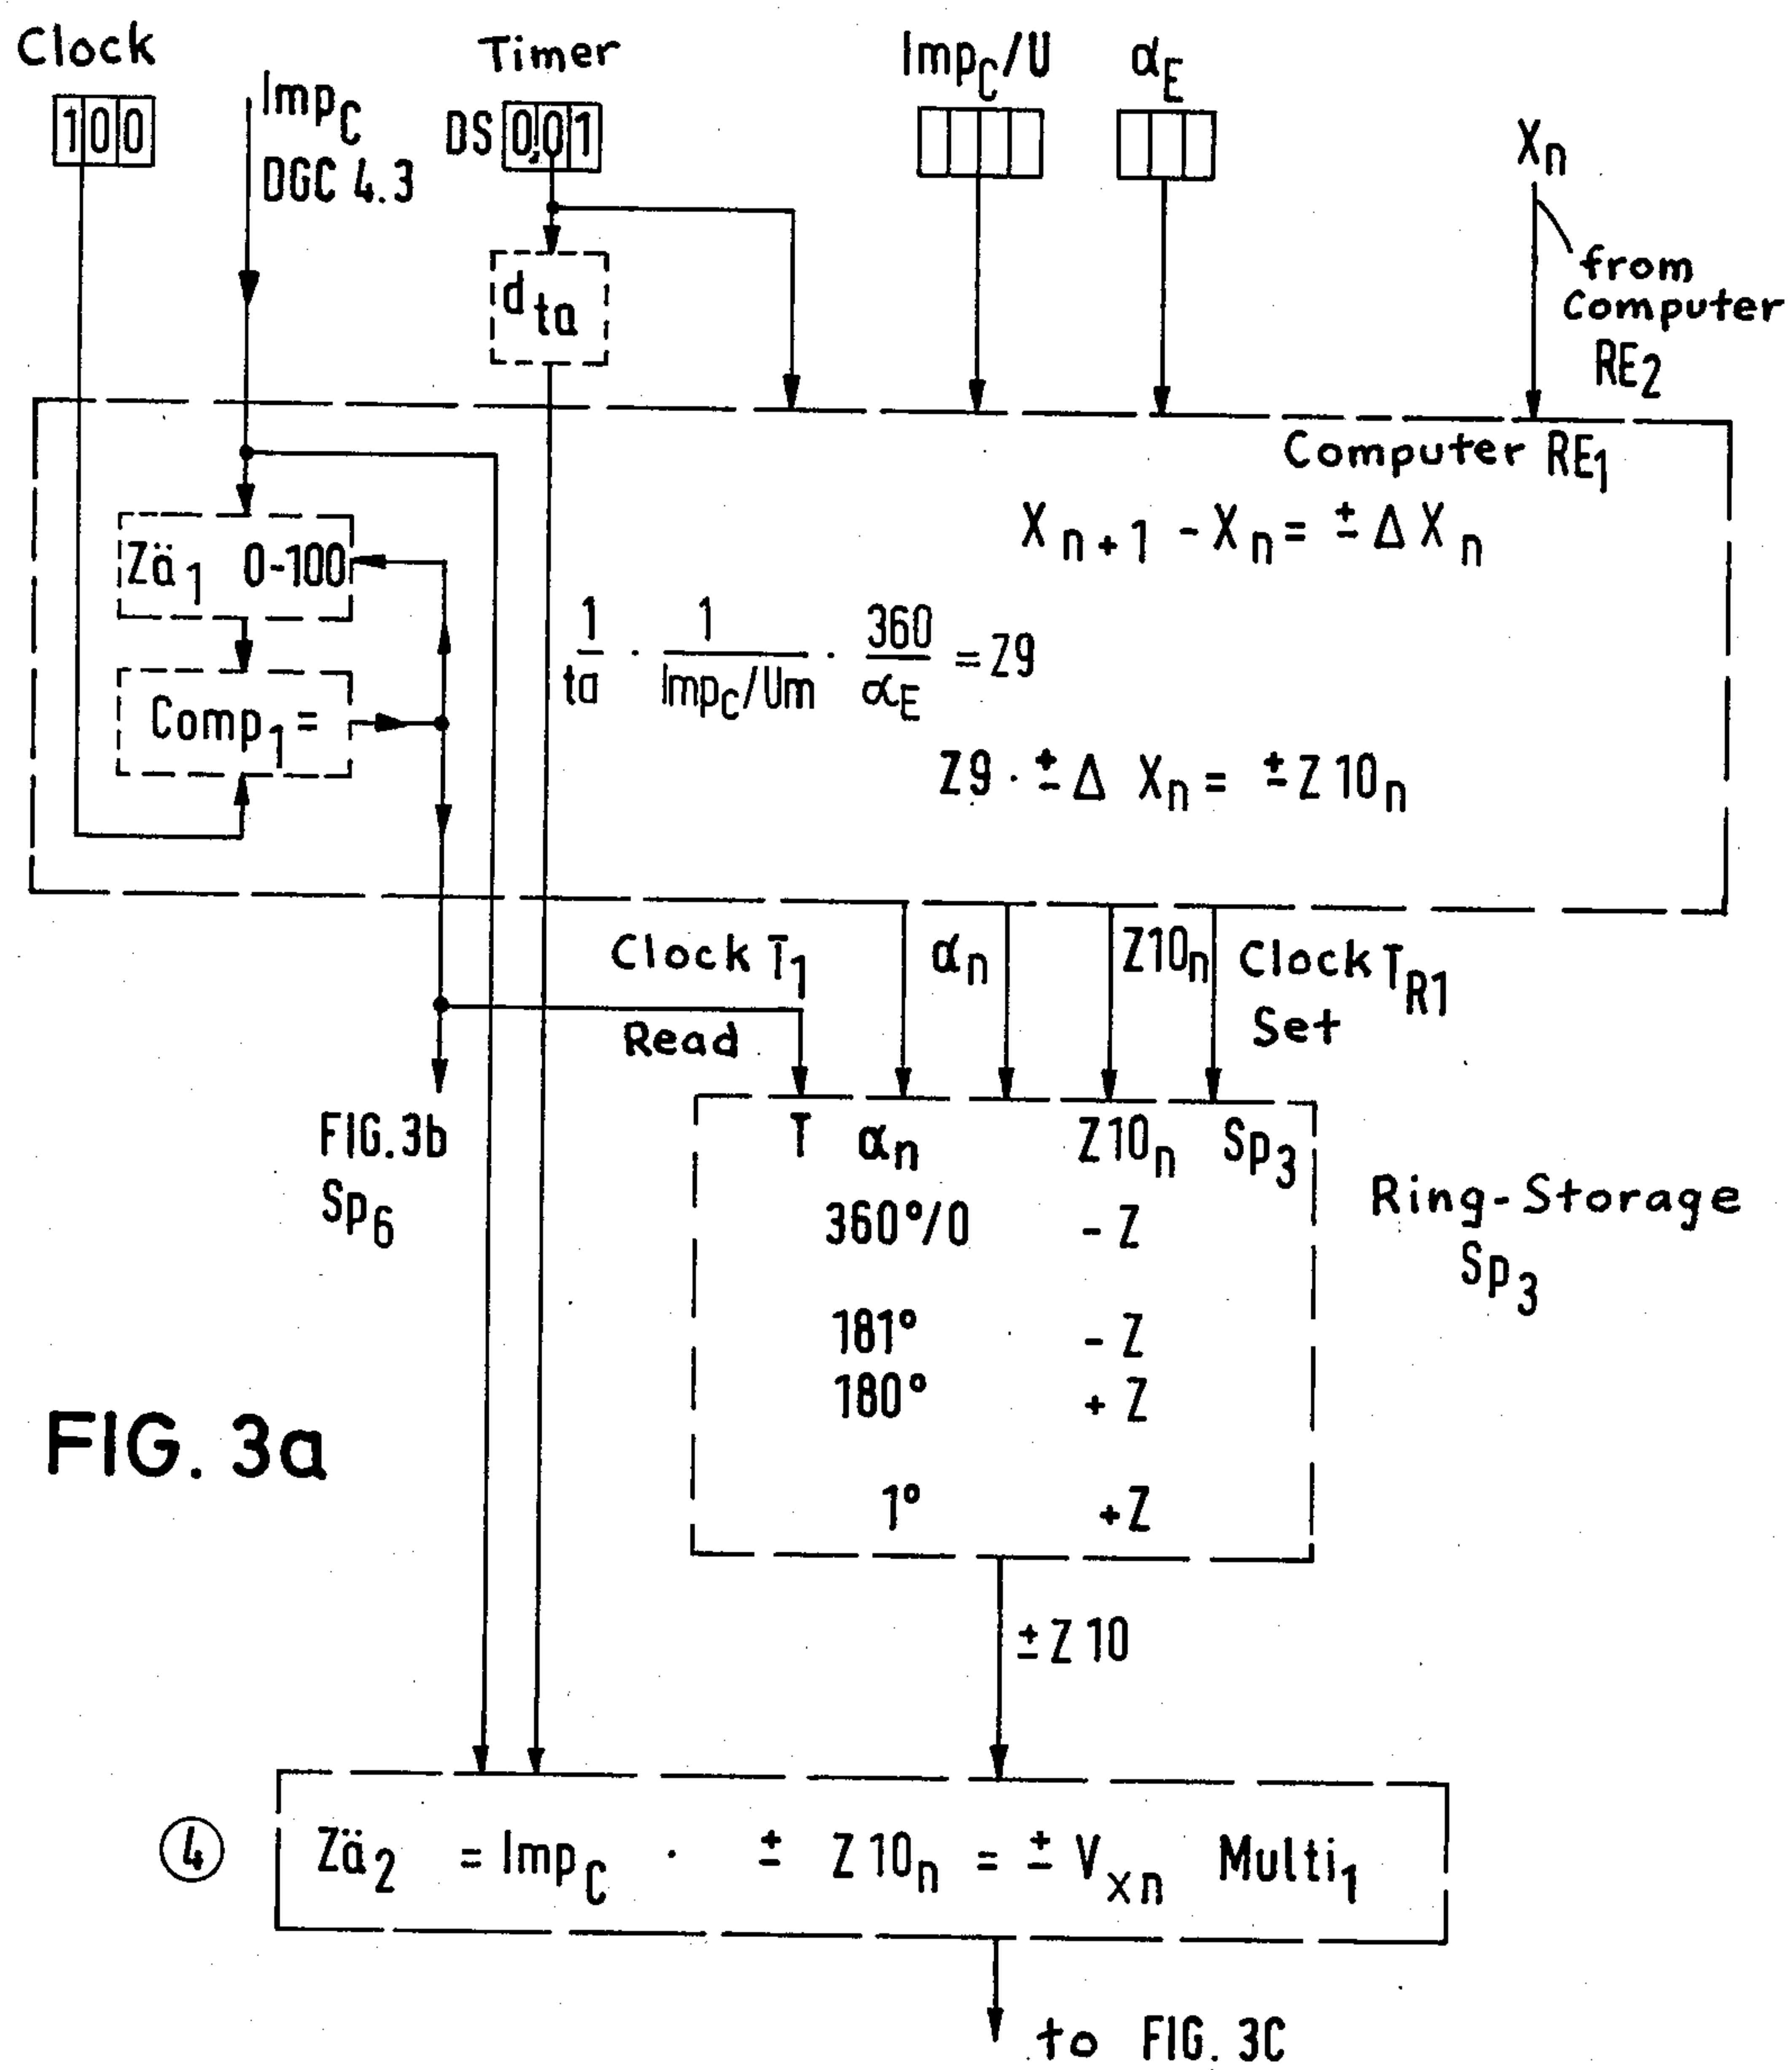 Clock
100
Imp_C
DGC 4.3
Timer
DS 0,01
d_ta
Imp_C/U
α_E
X_n
from
Computer
RE_2
Computer RE_1
X_{n+1} - X_n = ± Δ X_n
Zä_1 0-100
Comp_1 =
1/ta · 1/(Imp_C/Um) · 360/α_E = Z9
Z9 · ± Δ X_n = ± Z10_n
Clock T_1
Read
α_n
Z10_n
Clock T_R1
Set
FIG. 3b
Sp_6
T α_n Z10_n Sp_3
360°/0 - Z
181° - Z
180° + Z
1° + Z
Ring-Storage
Sp_3
FIG. 3a
± Z 10
④ Zä_2 = Imp_C · ± Z10_n = ± V_xn Multi_1
to FIG. 3C